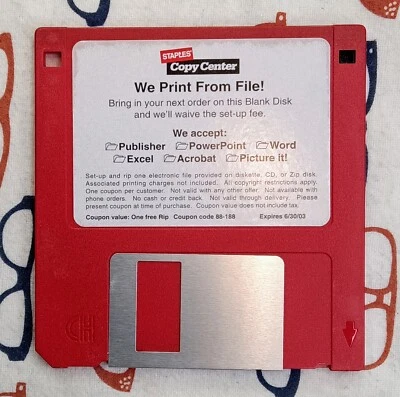 STAPLES
Copy Center
We Print From File!
Bring in your next order on this Blank Disk
and we'll waive the set-up fee.
We accept:
Publisher PowerPoint Word
Excel Acrobat Picture it!
Set-up and rip one electronic file provided on diskette, CD, or Zip disk.
Associated printing charges not included. All copyright restrictions apply.
One coupon per customer. Not valid with any other offer. Not available with
phone orders. No cash or credit back. Not valid through delivery. Please
present coupon at time of purchase. Coupon value does not include tax.
Coupon value: One free Rip Coupon code 88-188 Expires 6/30/03